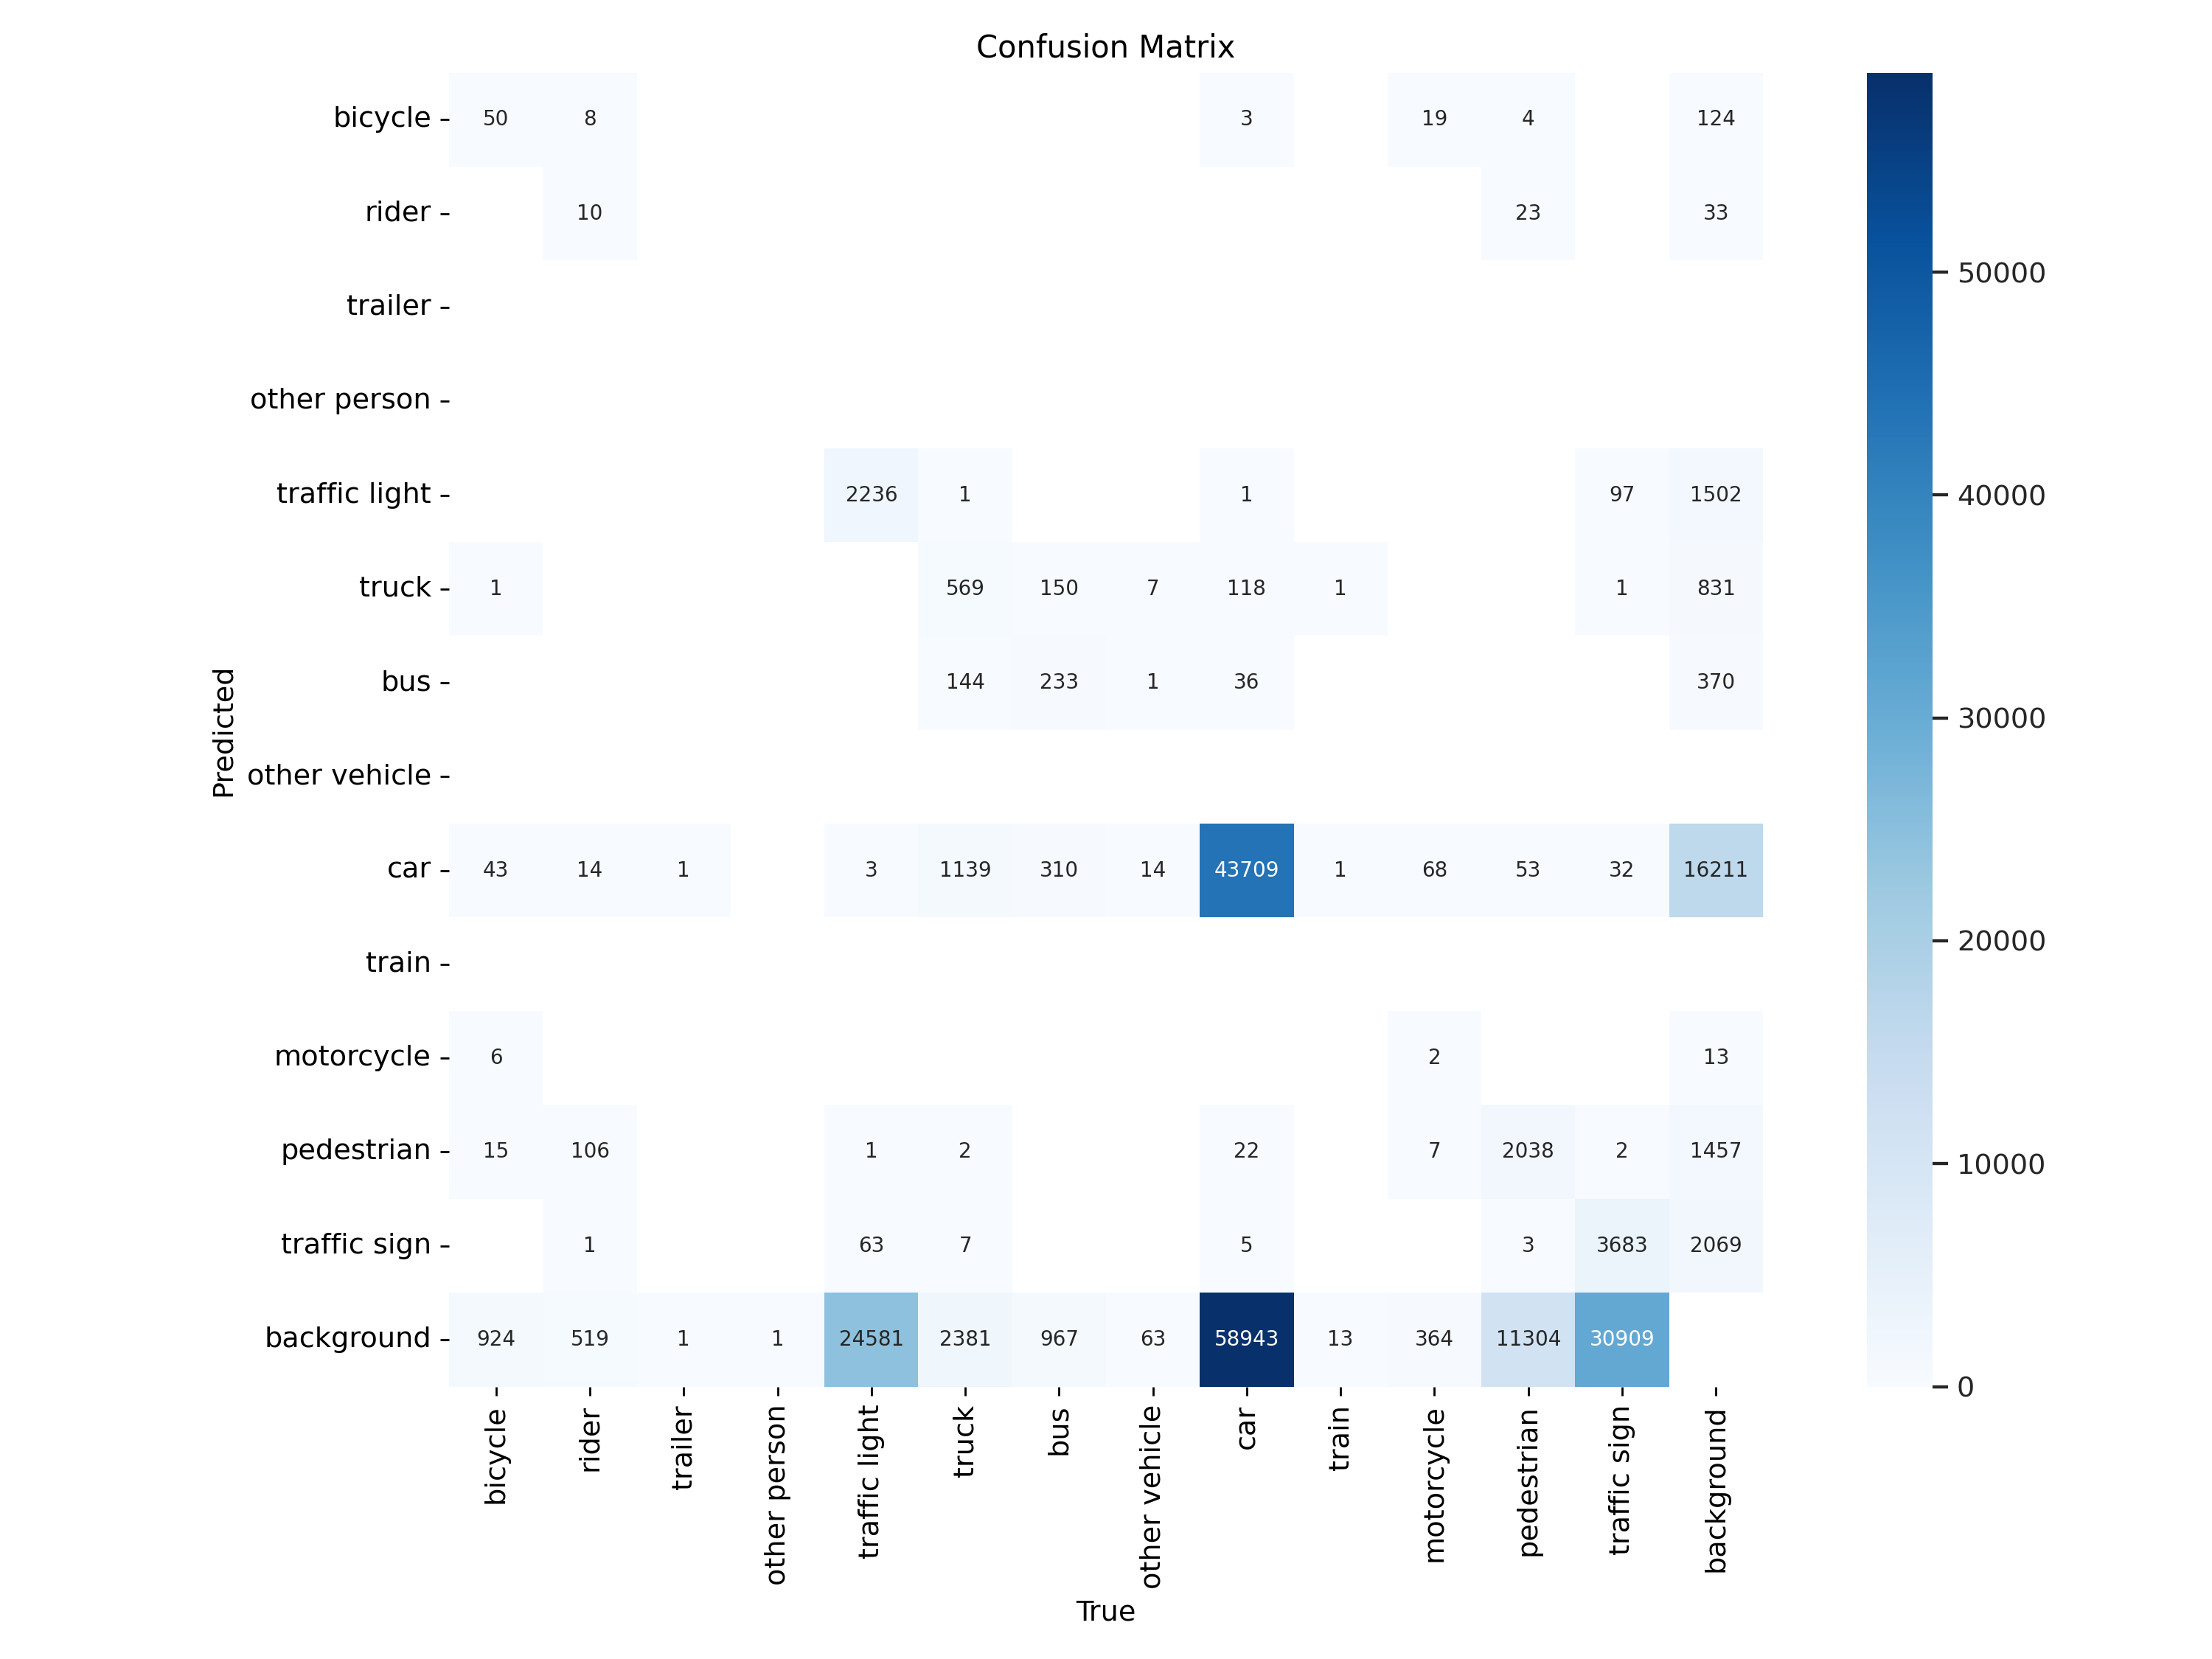 Confusion Matrix
bicycle 50 8 3 19 4 124
rider 10 23 33
trailer
other person
traffic light 2236 1 1 97 1502
truck 1 569 150 7 118 1 1 831
bus 144 233 1 36 370
other vehicle
car 43 14 1 3 1139 310 14 43709 1 68 53 32 16211
train
motorcycle 6 2 13
pedestrian 15 106 1 2 22 7 2038 2 1457
traffic sign 1 63 7 5 3 3683 2069
background 924 519 1 1 24581 2381 967 63 58943 13 364 11304 30909
Predicted
bicycle
rider
trailer
other person
traffic light
truck
bus
other vehicle
car
train
motorcycle
pedestrian
traffic sign
background
True
50000
40000
30000
20000
10000
0